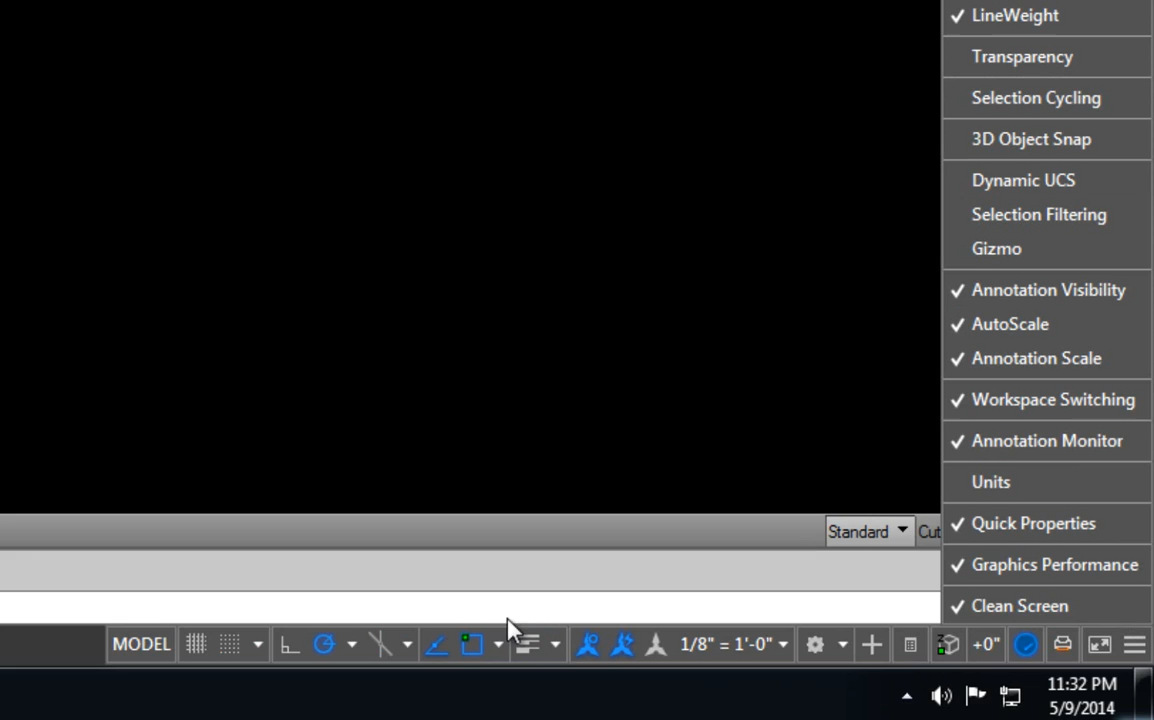 LineWeight
Transparency
Selection Cycling
3D Object Snap
Dynamic UCS
Selection Filtering
Gizmo
Annotation Visibility
AutoScale
Annotation Scale
Workspace Switching
Annotation Monitor
Units
Quick Properties
Graphics Performance
Clean Screen
Standard Cut
MODEL 1/8" = 1'-0" +0"
11:32 PM
5/9/2014